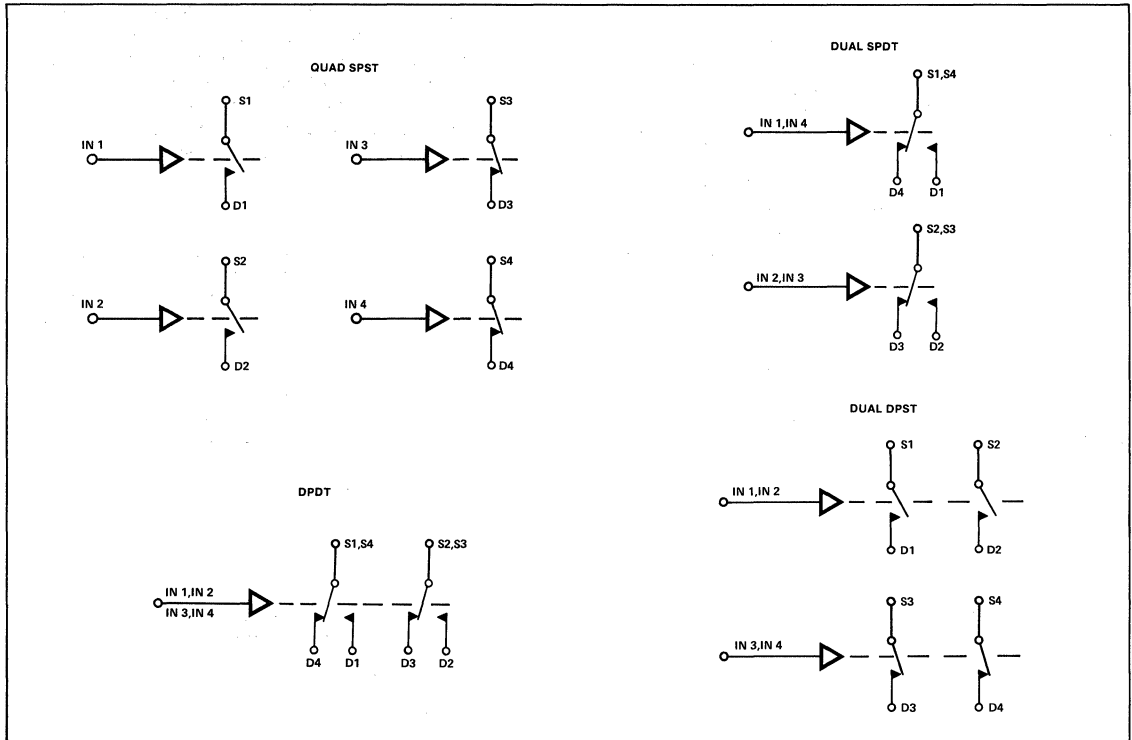 QUAD SPST
S1
IN 1
D1
S3
IN 3
D3
S2
IN 2
D2
S4
IN 4
D4
DUAL SPDT
S1,S4
IN 1,IN 4
D4 D1
S2,S3
IN 2,IN 3
D3 D2
DPDT
S1,S4 S2,S3
IN 1,IN 2
IN 3,IN 4
D4 D1 D3 D2
DUAL DPST
S1 S2
IN 1,IN 2
D1 D2
S3 S4
IN 3,IN 4
D3 D4